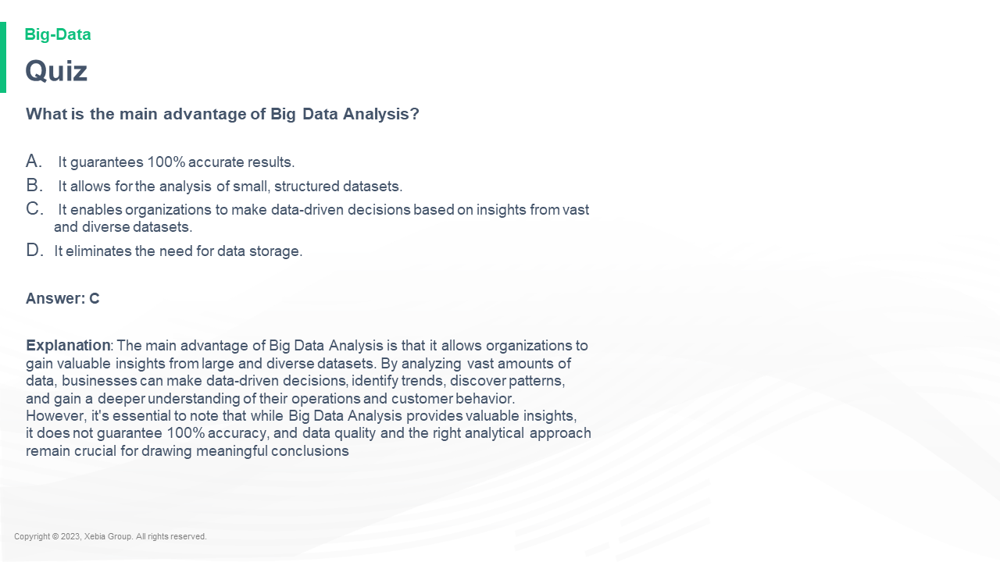 Big-Data
Quiz
What is the main advantage of Big Data Analysis?
A. It guarantees 100% accurate results.
B. It allows for the analysis of small, structured datasets.
C. It enables organizations to make data-driven decisions based on insights from vast
and diverse datasets.
D. It eliminates the need for data storage.
Answer: C
Explanation: The main advantage of Big Data Analysis is that it allows organizations to
gain valuable insights from large and diverse datasets. By analyzing vast amounts of
data, businesses can make data-driven decisions, identify trends, discover patterns,
and gain a deeper understanding of their operations and customer behavior.
However, it's essential to note that while Big Data Analysis provides valuable insights,
it does not guarantee 100% accuracy, and data quality and the right analytical approach
remain crucial for drawing meaningful conclusions
Copyright © 2023, Xebia Group. All rights reserved.